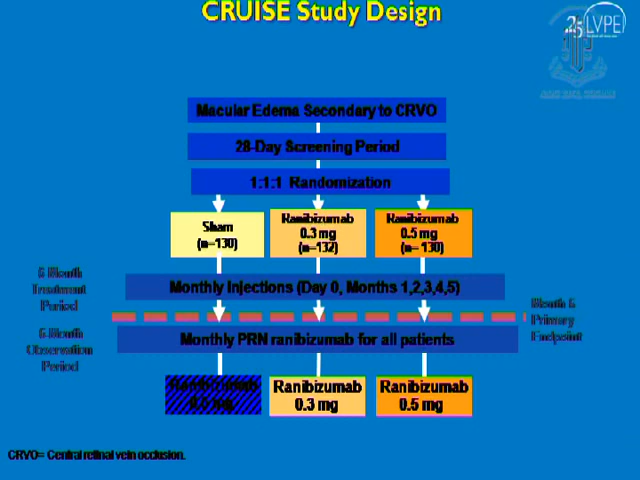 CRUISE Study Design
25 LVPEI
Macular Edema Secondary to CRVO
28-Day Screening Period
1:1:1 Randomization
Sham
(n=130)
Ranibizumab
0.3 mg
(n=132)
Ranibizumab
0.5 mg
(n= 130)
6 Month
Treatment
Period
Monthly Injections (Day 0, Months 1,2,3,4,5)
Month 6
Primary
Endpoint
6 Month
Observation
Period
Monthly PRN ranibizumab for all patients
Ranibizumab
0.5 mg
Ranibizumab
0.3 mg
Ranibizumab
0.5 mg
CRVO= Central retinal vein occlusion.